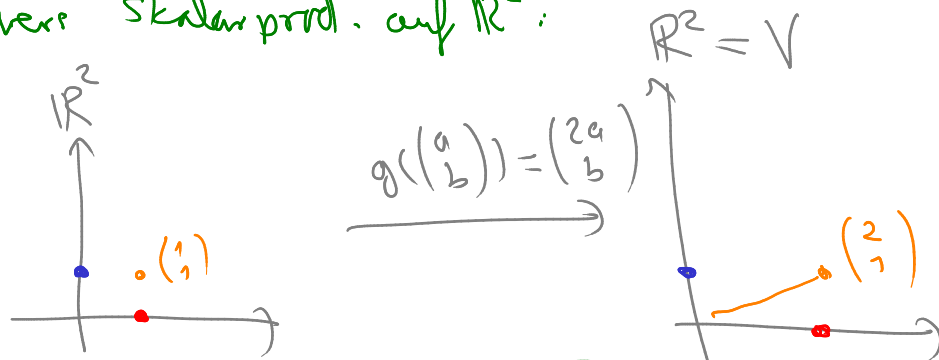 Skalarprod. auf ℝ²:
ℝ² = V
ℝ²
g((a b)) = (2a b)
(1 1)
(2 1)